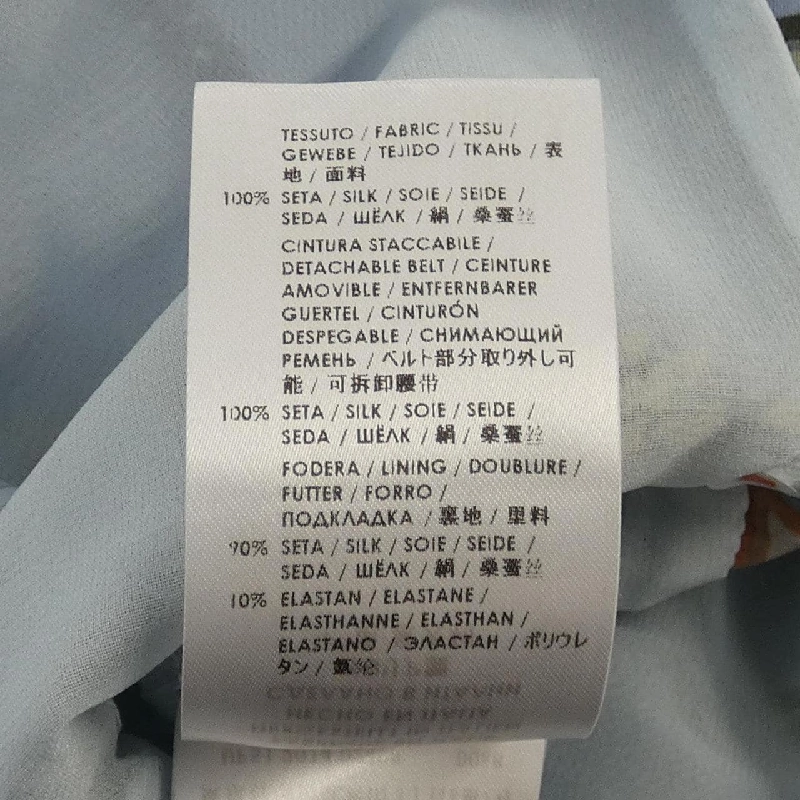 TESSUTO / FABRIC / TISSU /
GEWEBE / TEJIDO / ТКАНЬ / 表
地 / 面料
100% SETA / SILK / SOIE / SEIDE /
SEDA / ШЁЛК / 絹 / 桑蚕丝
CINTURA STACCABILE /
DETACHABLE BELT / CEINTURE
AMOVIBLE / ENTFERNBARER
GUERTEL / CINTURÓN
DESPEGABLE / СНИМАЮЩИЙ
РЕМЕНЬ / ベルト部分取り外し可
能 / 可拆卸腰带
100% SETA / SILK / SOIE / SEIDE /
SEDA / ШЁЛК / 絹 / 桑蚕丝
FODERA / LINING / DOUBLURE /
FUTTER / FORRO /
ПОДКЛАДКА / 裏地 / 里料
90% SETA / SILK / SOIE / SEIDE /
SEDA / ШЁЛК / 絹 / 桑蚕丝
10% ELASTAN / ELASTANE /
ELASTHANNE / ELASTHAN /
ELASTANO / ЭЛАСТАН / ポリウレ
タン / 氨纶